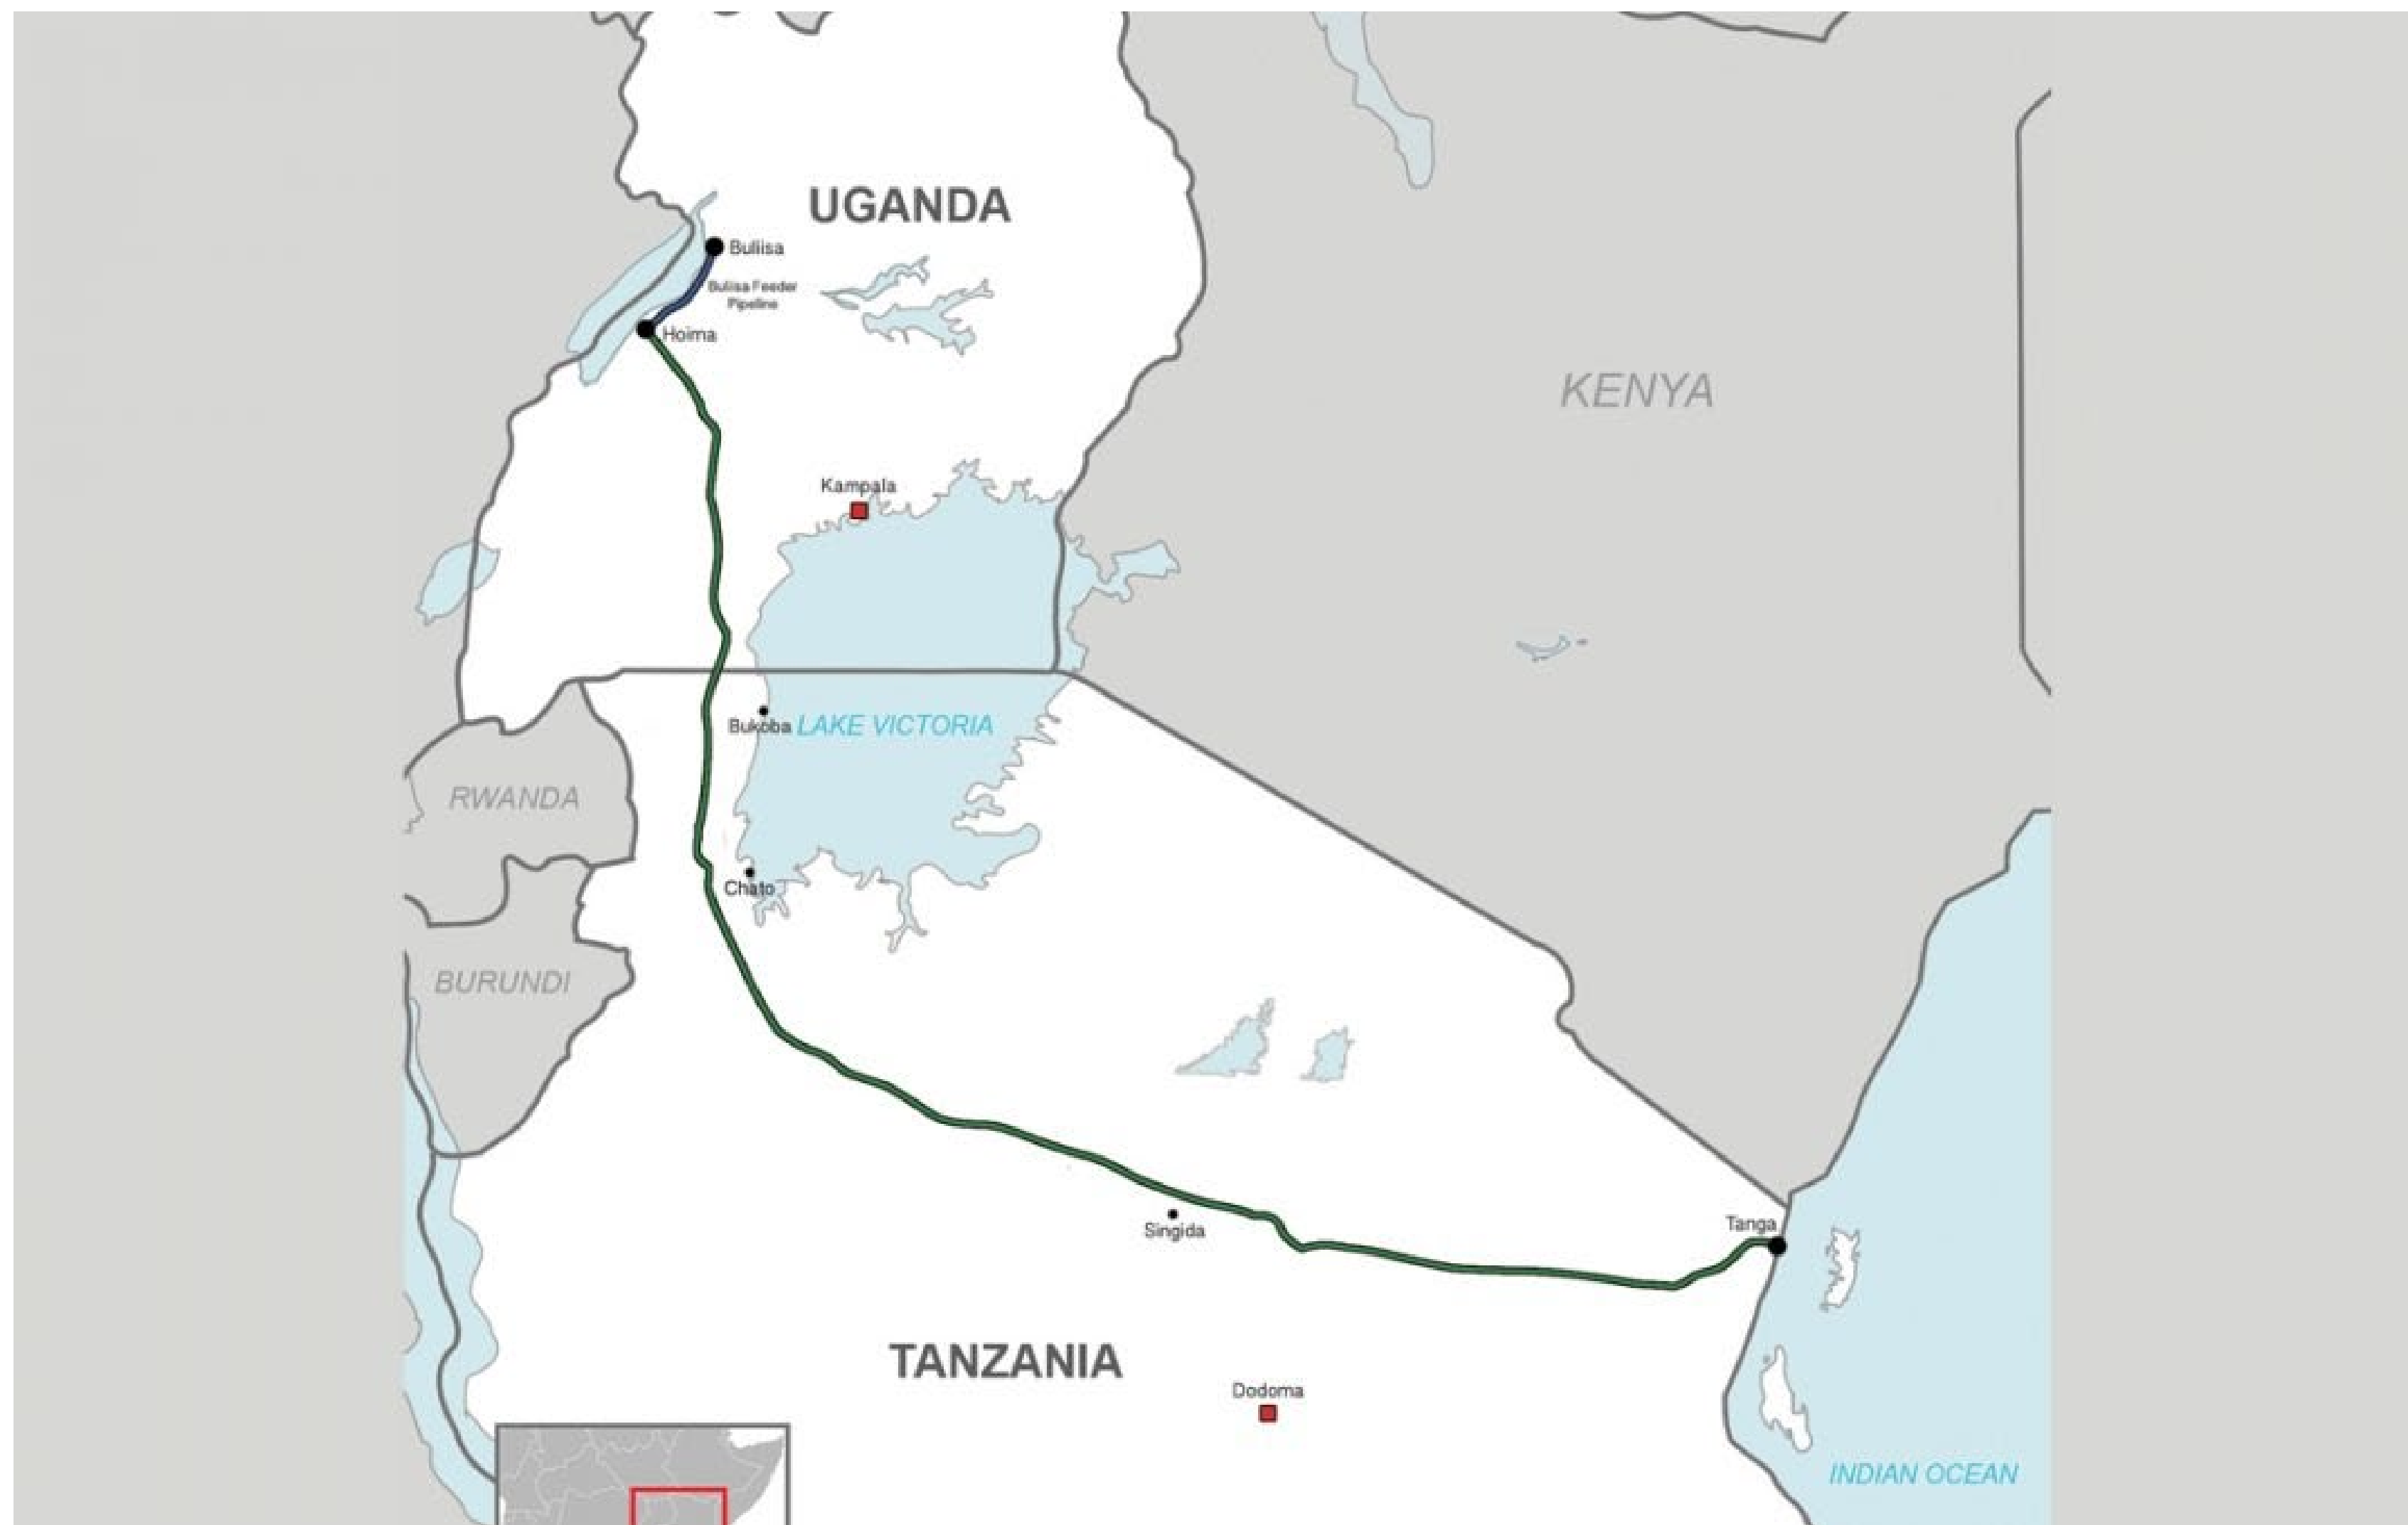 UGANDA
Buliisa
Buliisa Feeder
Pipeline
Hoima
KENYA
Kampala
Bukoba
LAKE VICTORIA
RWANDA
Chato
BURUNDI
Singida
Tanga
TANZANIA
Dodoma
INDIAN OCEAN